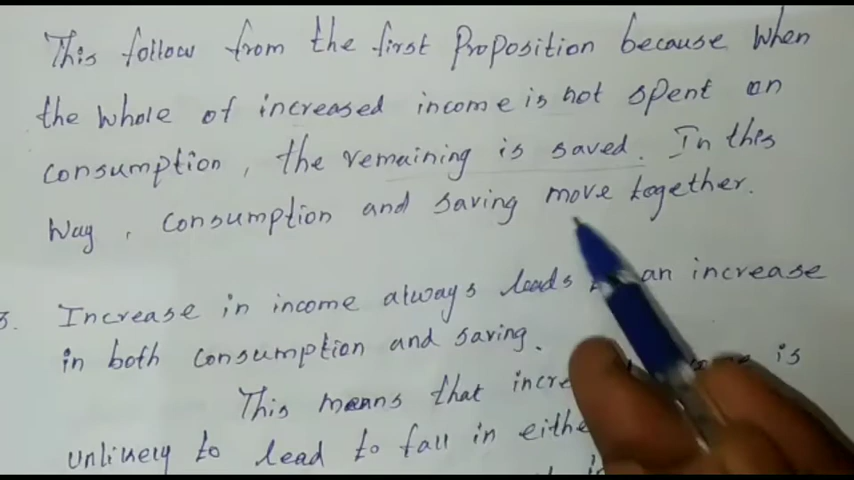 This follow from the first Proposition because when
the whole of increased income is not spent on
consumption, the remaining is saved. In this
way, consumption and saving move together.
3. Increase in income always leads an increase
in both consumption and saving.
This means that is
unlikely to lead to fall in